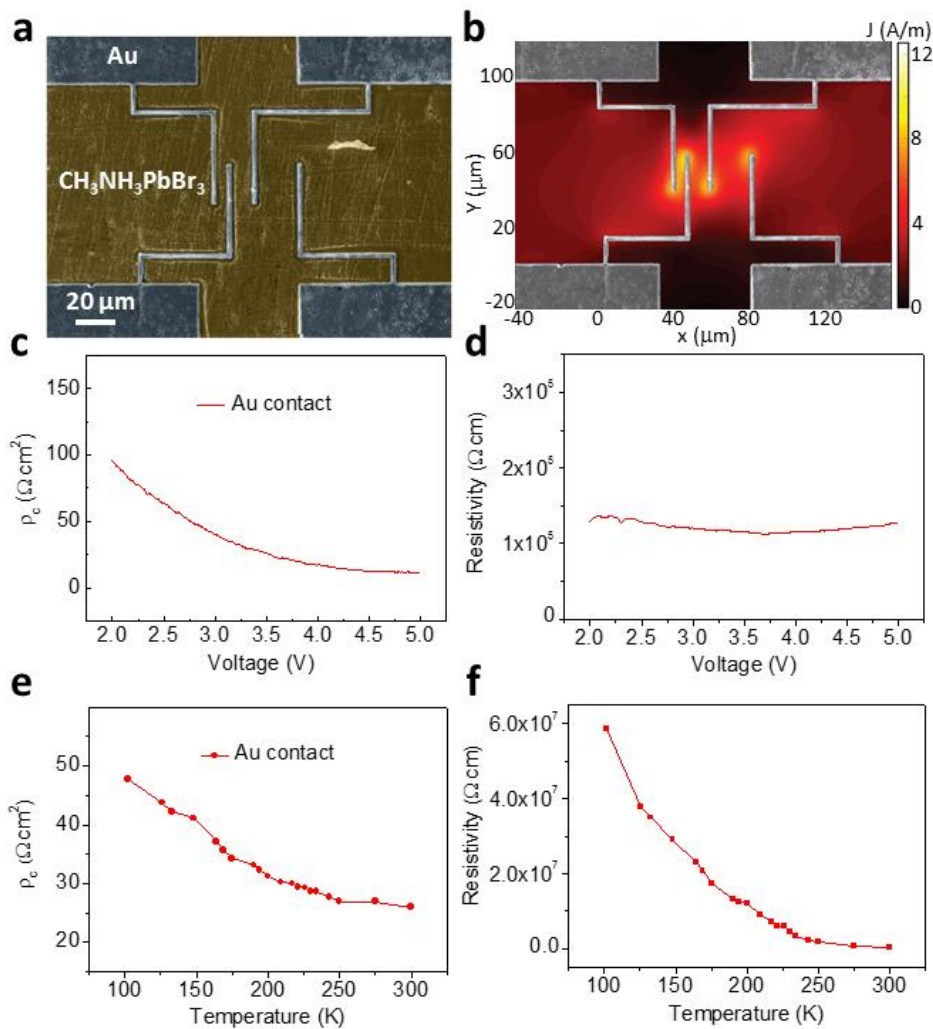 a
Au
CH₃NH₃PbBr₃
20 µm
b
J (A/m)
12
8
4
0
100
60
20
-20
Y (µm)
-40 0 40 80 120
x (µm)
c
150
100
50
0
ρc (Ω cm²)
Au contact
2.0 2.5 3.0 3.5 4.0 4.5 5.0
Voltage (V)
d
3x10⁵
2x10⁵
1x10⁵
0
Resistivity (Ω cm)
2.0 2.5 3.0 3.5 4.0 4.5 5.0
Voltage (V)
e
50
40
30
20
ρc (Ω cm²)
Au contact
100 150 200 250 300
Temperature (K)
f
6.0x10⁷
4.0x10⁷
2.0x10⁷
0.0
Resistivity (Ω cm)
100 150 200 250 300
Temperature (K)